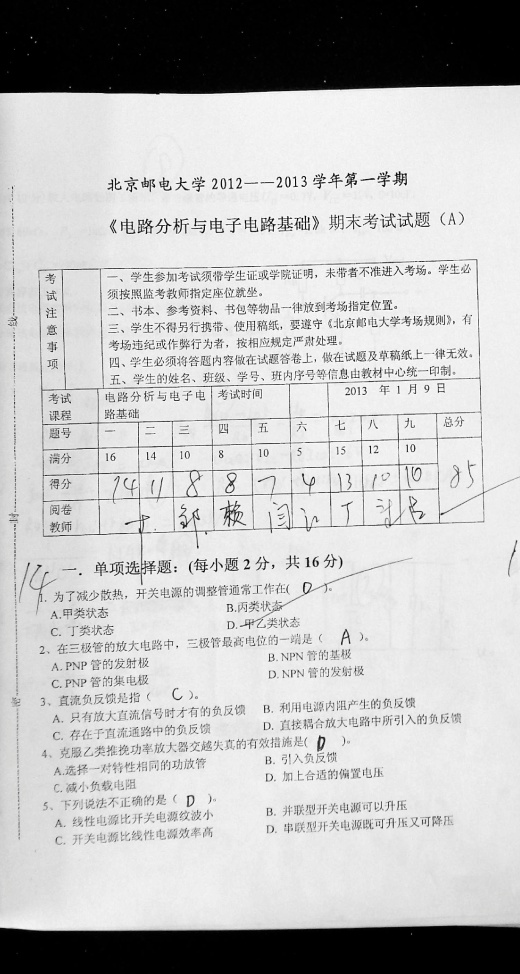 北京邮电大学 2012——2013 学年第一学期
《电路分析与电子电路基础》期末考试试题（A）
考试注意事项
一、学生参加考试须带学生证或学院证明，未带者不准进入考场。学生必
须按照监考教师指定座位就坐。
二、书本、参考资料、书包等物品一律放到考场指定位置。
三、学生不得另行携带、使用稿纸，要遵守《北京邮电大学考场规则》，有
考场违纪或作弊行为者，按相应规定严肃处理。
四、学生必须将答题内容做在试题答卷上，做在试题及草稿纸上一律无效。
五、学生的姓名、班级、学号、班内序号等信息由教材中心统一印制。
考试课程 电路分析与电子电路基础 考试时间 2013 年 1 月 9 日
题号 一 二 三 四 五 六 七 八 九 总分
满分 16 14 10 8 10 5 15 12 10
得分 14 11 8 8 7 4 13 10 10 85
阅卷教师
14 一．单项选择题：(每小题 2 分，共 16 分)
1. 为了减少散热，开关电源的调整管通常工作在( D )。
A.甲类状态 B.丙类状态
C. 丁类状态 D. 甲乙类状态
2、在三极管的放大电路中，三极管最高电位的一端是（ A ）。
A. PNP 管的发射极 B. NPN 管的基极
C. PNP 管的集电极 D. NPN 管的发射极
3、直流负反馈是指（ C ）。
A. 只有放大直流信号时才有的负反馈 B. 利用电源内阻产生的负反馈
C. 存在于直流通路中的负反馈 D. 直接耦合放大电路中所引入的负反馈
4、克服乙类推挽功率放大器交越失真的有效措施是( D )。
A.选择一对特性相同的功放管 B. 引入负反馈
C. 减小负载电阻 D. 加上合适的偏置电压
5、下列说法不正确的是（ D ）。
A. 线性电源比开关电源纹波小 B. 并联型开关电源可以升压
C. 开关电源比线性电源效率高 D. 串联型开关电源既可升压又可降压